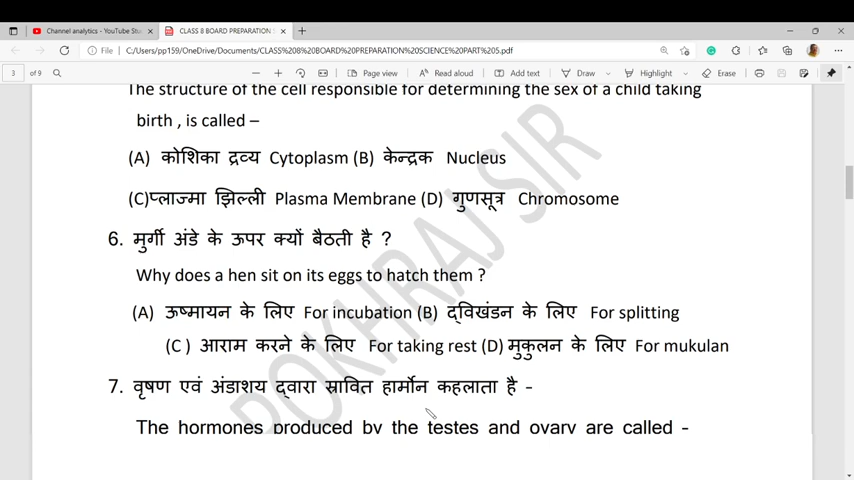 Channel analytics - YouTube Stu
CLASS 8 BOARD PREPARATION
File
C:/Users/pp159/OneDrive/Documents/CLASS%208%20BOARD%20PREPARATION%20SCIENCE%20PART%205.pdf
3 of 9
Page view
Read aloud
Add text
Draw
Highlight
Erase
The structure of the cell responsible for determining the sex of a child taking
birth , is called –
(A) कोशिका द्रव्य Cytoplasm (B) केन्द्रक Nucleus
(C)प्लाज्मा झिल्ली Plasma Membrane (D) गुणसूत्र Chromosome
6. मुर्गी अंडे के ऊपर क्यों बैठती है ?
Why does a hen sit on its eggs to hatch them ?
(A) ऊष्मायन के लिए For incubation (B) द्विखंडन के लिए For splitting
(C ) आराम करने के लिए For taking rest (D) मुकुलन के लिए For mukulan
7. वृषण एवं अंडाशय द्वारा स्रावित हार्मोन कहलाता है -
The hormones produced by the testes and ovary are called -
POKHRAJ SIR